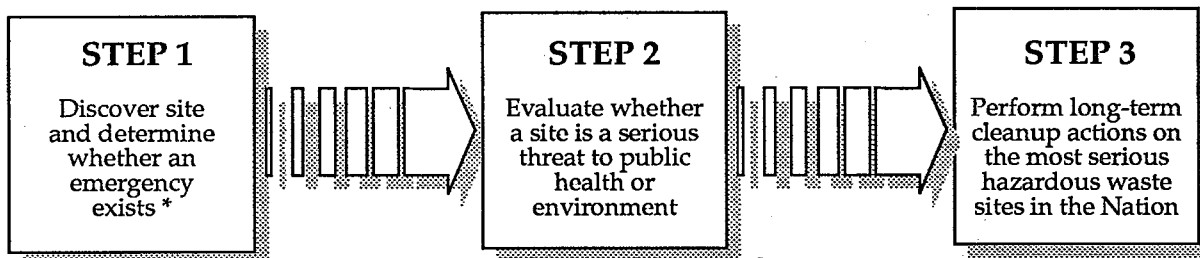 STEP 1
Discover site
and determine
whether an
emergency
exists *
STEP 2
Evaluate whether
a site is a serious
threat to public
health or
environment
STEP 3
Perform long-term
cleanup actions on
the most serious
hazardous waste
sites in the Nation